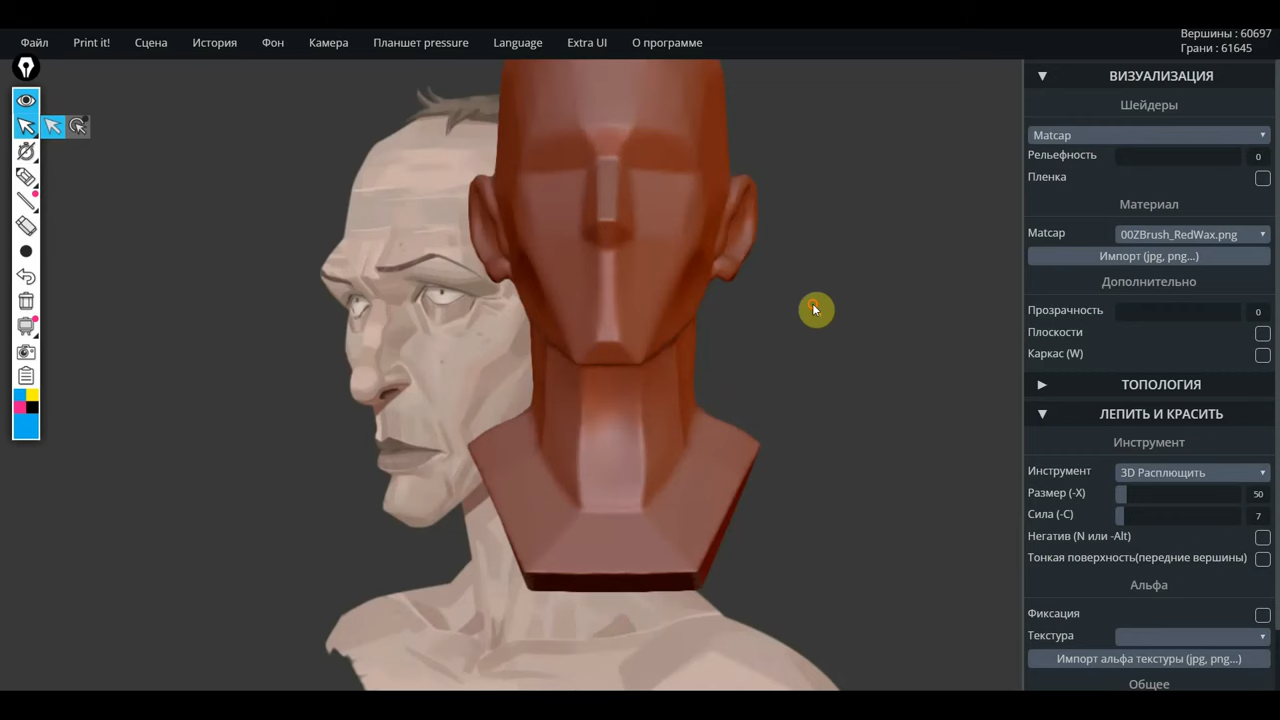 Вершины : 60697
Грани : 61645
Файл Print it! Сцена История Фон Камера Планшет pressure Language Extra UI О программе
ВИЗУАЛИЗАЦИЯ
Шейдеры
Matcap
Рельефность 0
Пленка
Материал
Matcap 00ZBrush_RedWax.png
Импорт (jpg, png...)
Дополнительно
Прозрачность 0
Плоскости
Каркас (W)
ТОПОЛОГИЯ
ЛЕПИТЬ И КРАСИТЬ
Инструмент
Инструмент 3D Расплющить
Размер (-X) 50
Сила (-C) 7
Негатив (N или -Alt)
Тонкая поверхность(передние вершины)
Альфа
Фиксация
Текстура
Импорт альфа текстуры (jpg, png...)
Общее